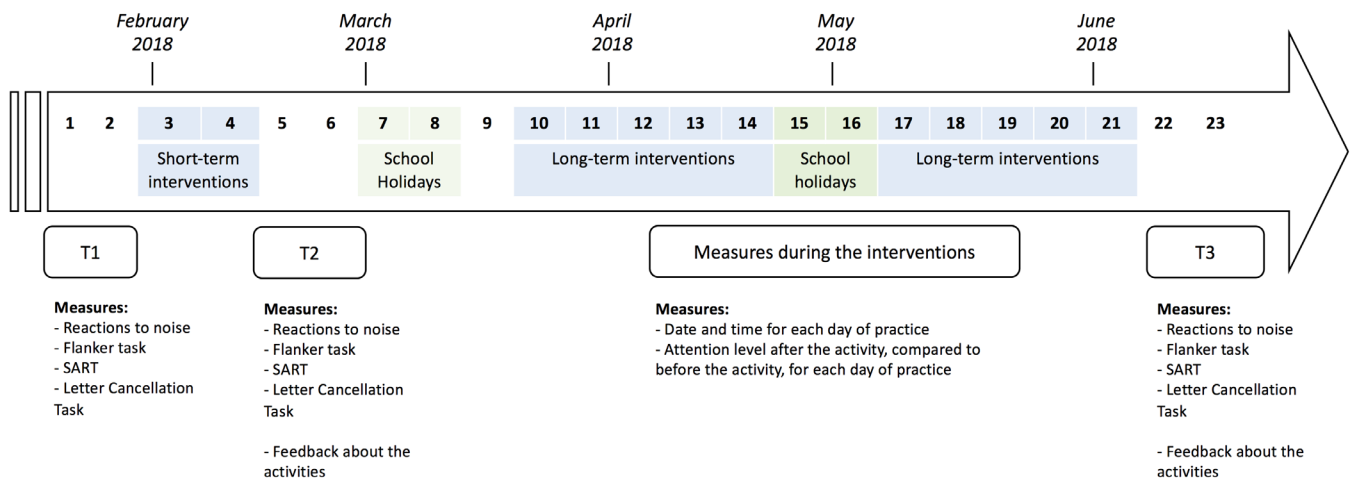 February 2018
March 2018
April 2018
May 2018
June 2018
1 2 3 4 5 6 7 8 9 10 11 12 13 14 15 16 17 18 19 20 21 22 23
Short-term
interventions
School
Holidays
Long-term interventions
School
holidays
Long-term interventions
T1
Measures:
- Reactions to noise
- Flanker task
- SART
- Letter Cancellation
Task
T2
Measures:
- Reactions to noise
- Flanker task
- SART
- Letter Cancellation
Task
- Feedback about the
activities
Measures during the interventions
Measures:
- Date and time for each day of practice
- Attention level after the activity, compared to
before the activity, for each day of practice
T3
Measures:
- Reactions to noise
- Flanker task
- SART
- Letter Cancellation
Task
- Feedback about the
activities